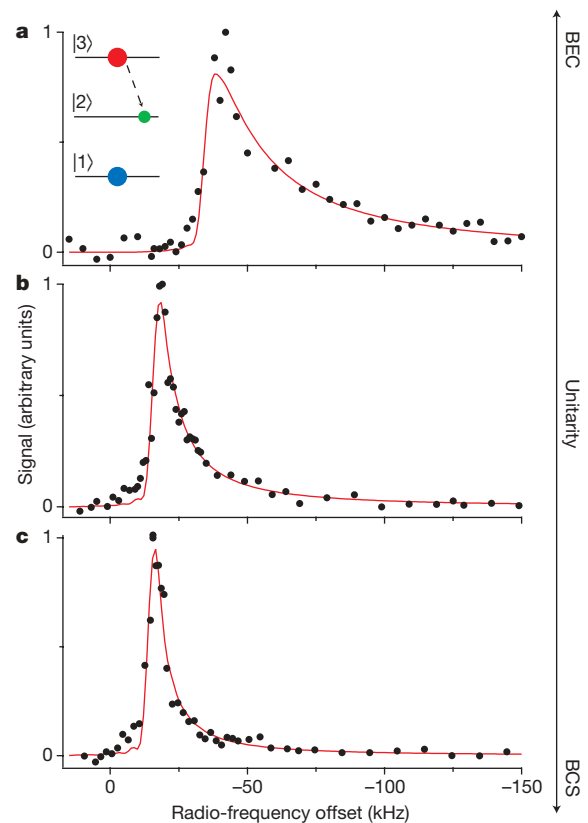 a
|3⟩
|2⟩
|1⟩
1
0
b
1
0
c
1
0
Signal (arbitrary units)
0
−50
−100
−150
Radio-frequency offset (kHz)
BEC
Unitarity
BCS